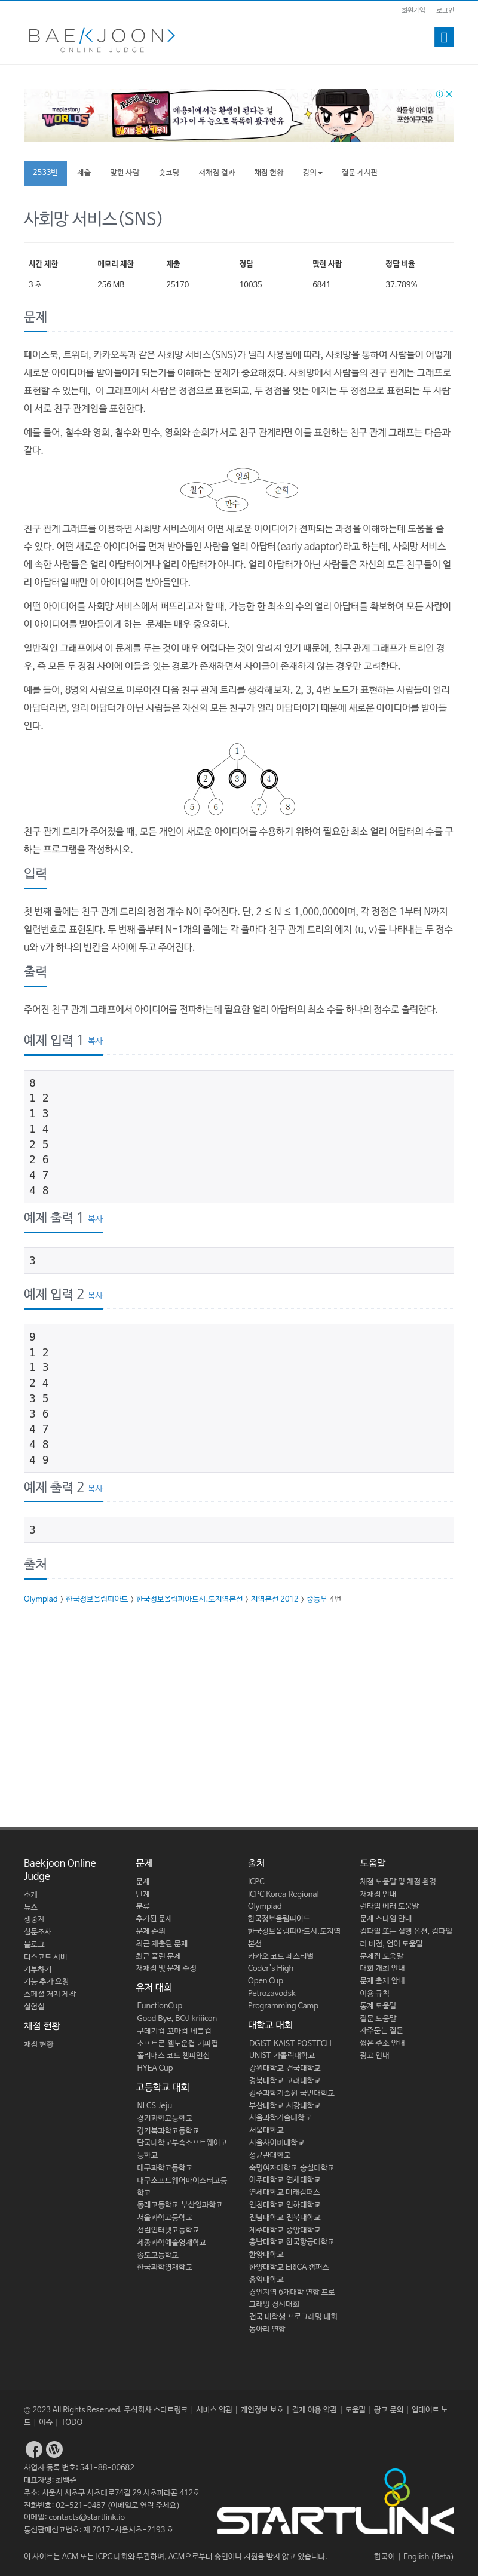 회원가입 | 로그인
BAEKJOON
ONLINE JUDGE
maplestory
WORLDS
메붕키에서는 환생이 된다는 걸
확률형 아이템
포함이구면유
2533번 제출 맞힌 사람 숏코딩 재채점 결과 채점 현황 강의 질문 게시판
사회망 서비스(SNS)
시간 제한 메모리 제한 제출 정답 맞힌 사람 정답 비율
3 초 256 MB 25170 10035 6841 37.789%
문제
페이스북, 트위터, 카카오톡과 같은 사회망 서비스(SNS)가 널리 사용됨에 따라, 사회망을 통하여 사람들이 어떻게
새로운 아이디어를 받아들이게 되는가를 이해하는 문제가 중요해졌다. 사회망에서 사람들의 친구 관계는 그래프로
표현할 수 있는데, 이 그래프에서 사람은 정점으로 표현되고, 두 정점을 잇는 에지는 두 정점으로 표현되는 두 사람
이 서로 친구 관계임을 표현한다.
예를 들어, 철수와 영희, 철수와 만수, 영희와 순희가 서로 친구 관계라면 이를 표현하는 친구 관계 그래프는 다음과
같다.
영희
철수 순희
만수
친구 관계 그래프를 이용하면 사회망 서비스에서 어떤 새로운 아이디어가 전파되는 과정을 이해하는데 도움을 줄
수 있다. 어떤 새로운 아이디어를 먼저 받아들인 사람을 얼리 아답터(early adaptor)라고 하는데, 사회망 서비스
에 속한 사람들은 얼리 아답터이거나 얼리 아답터가 아니다. 얼리 아답터가 아닌 사람들은 자신의 모든 친구들이 얼
리 아답터일 때만 이 아이디어를 받아들인다.
어떤 아이디어를 사회망 서비스에서 퍼뜨리고자 할 때, 가능한 한 최소의 수의 얼리 아답터를 확보하여 모든 사람이
이 아이디어를 받아들이게 하는 문제는 매우 중요하다.
일반적인 그래프에서 이 문제를 푸는 것이 매우 어렵다는 것이 알려져 있기 때문에, 친구 관계 그래프가 트리인 경
우, 즉 모든 두 정점 사이에 이들을 잇는 경로가 존재하면서 사이클이 존재하지 않는 경우만 고려한다.
예를 들어, 8명의 사람으로 이루어진 다음 친구 관계 트리를 생각해보자. 2, 3, 4번 노드가 표현하는 사람들이 얼리
아답터라면, 얼리 아답터가 아닌 사람들은 자신의 모든 친구가 얼리 아답터이기 때문에 새로운 아이디어를 받아들
인다.
1
2 3 4
5 6 7 8
친구 관계 트리가 주어졌을 때, 모든 개인이 새로운 아이디어를 수용하기 위하여 필요한 최소 얼리 어답터의 수를 구
하는 프로그램을 작성하시오.
입력
첫 번째 줄에는 친구 관계 트리의 정점 개수 N이 주어진다. 단, 2 ≤ N ≤ 1,000,000이며, 각 정점은 1부터 N까지
일련번호로 표현된다. 두 번째 줄부터 N-1개의 줄에는 각 줄마다 친구 관계 트리의 에지 (u, v)를 나타내는 두 정수
u와 v가 하나의 빈칸을 사이에 두고 주어진다.
출력
주어진 친구 관계 그래프에서 아이디어를 전파하는데 필요한 얼리 아답터의 최소 수를 하나의 정수로 출력한다.
예제 입력 1 복사
8
1 2
1 3
1 4
2 5
2 6
4 7
4 8
예제 출력 1 복사
3
예제 입력 2 복사
9
1 2
1 3
2 4
3 5
3 6
4 7
4 8
4 9
예제 출력 2 복사
3
출처
Olympiad > 한국정보올림피아드 > 한국정보올림피아드시.도지역본선 > 지역본선 2012 > 중등부 4번
Baekjoon Online
Judge
소개
뉴스
생중계
설문조사
블로그
디스코드 서버
기부하기
기능 추가 요청
스페셜 저지 제작
실험실
채점 현황
채점 현황
문제
문제
단계
분류
추가된 문제
문제 순위
최근 제출된 문제
최근 풀린 문제
재채점 및 문제 수정
유저 대회
FunctionCup
Good Bye, BOJ kriiicon
구데기컵 꼬마컵 네블컵
소프트콘 웰노운컵 키파컵
폴리매스 코드 챔피언십
HYEA Cup
고등학교 대회
NLCS Jeju
경기과학고등학교
경기북과학고등학교
단국대학교부속소프트웨어고
등학교
대구과학고등학교
대구소프트웨어마이스터고등
학교
동래고등학교 부산일과학고
서울과학고등학교
선린인터넷고등학교
세종과학예술영재학교
송도고등학교
한국과학영재학교
출처
ICPC
ICPC Korea Regional
Olympiad
한국정보올림피아드
한국정보올림피아드시.도지역
본선
카카오 코드 페스티벌
Coder's High
Open Cup
Petrozavodsk
Programming Camp
대학교 대회
DGIST KAIST POSTECH
UNIST 가톨릭대학교
강원대학교 건국대학교
경북대학교 고려대학교
광주과학기술원 국민대학교
부산대학교 서강대학교
서울과학기술대학교
서울대학교
서울사이버대학교
성균관대학교
숙명여자대학교 숭실대학교
아주대학교 연세대학교
연세대학교 미래캠퍼스
인천대학교 인하대학교
전남대학교 전북대학교
제주대학교 중앙대학교
충남대학교 한국항공대학교
한양대학교
한양대학교 ERICA 캠퍼스
홍익대학교
경인지역 6개대학 연합 프로
그래밍 경시대회
전국 대학생 프로그래밍 대회
동아리 연합
도움말
채점 도움말 및 채점 환경
재채점 안내
런타임 에러 도움말
문제 스타일 안내
컴파일 또는 실행 옵션, 컴파일
러 버전, 언어 도움말
문제집 도움말
대회 개최 안내
문제 출제 안내
이용 규칙
통계 도움말
질문 도움말
자주묻는 질문
짧은 주소 안내
광고 안내
© 2023 All Rights Reserved. 주식회사 스타트링크 | 서비스 약관 | 개인정보 보호 | 결제 이용 약관 | 도움말 | 광고 문의 | 업데이트 노
트 | 이슈 | TODO
사업자 등록 번호: 541-88-00682
대표자명: 최백준
주소: 서울시 서초구 서초대로74길 29 서초파라곤 412호
전화번호: 02-521-0487 (이메일로 연락 주세요)
이메일: contacts@startlink.io
통신판매신고번호: 제 2017-서울서초-2193 호
STARTLINK
이 사이트는 ACM 또는 ICPC 대회와 무관하며, ACM으로부터 승인이나 지원을 받지 않고 있습니다.
한국어 | English (Beta)